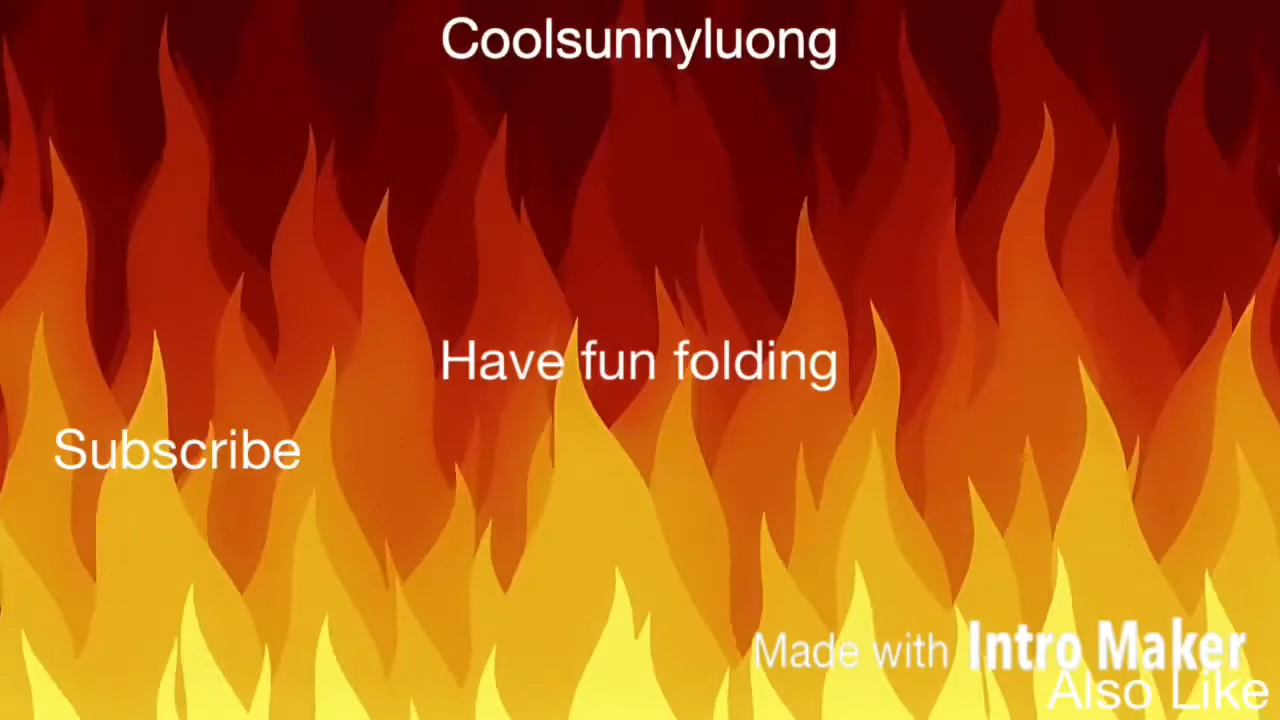 Coolsunnyluong
Have fun folding
Subscribe
Made with Intro Maker
Also Like